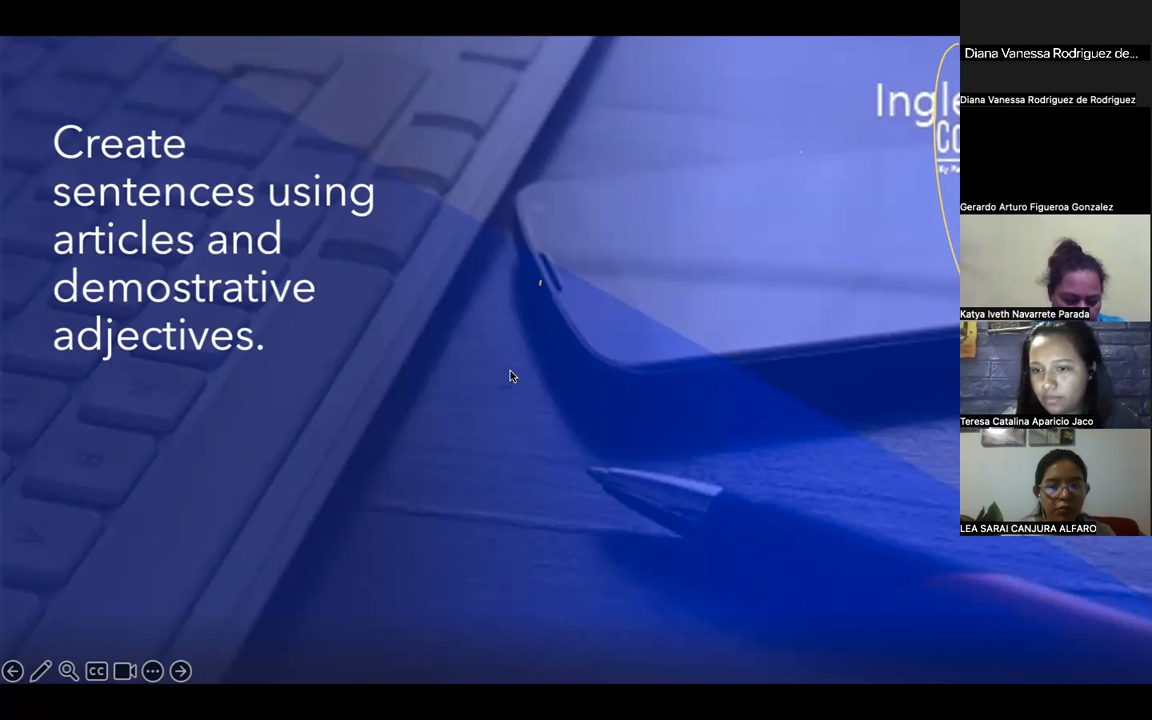 Create
sentences using
articles and
demostrative
adjectives.
Diana Vanessa Rodriguez de...
Diana Vanessa Rodriguez de Rodriguez
Gerardo Arturo Figueroa Gonzalez
Katya Iveth Navarrete Parada
Teresa Catalina Aparicio Jaco
LEA SARAI CANJURA ALFARO
CC